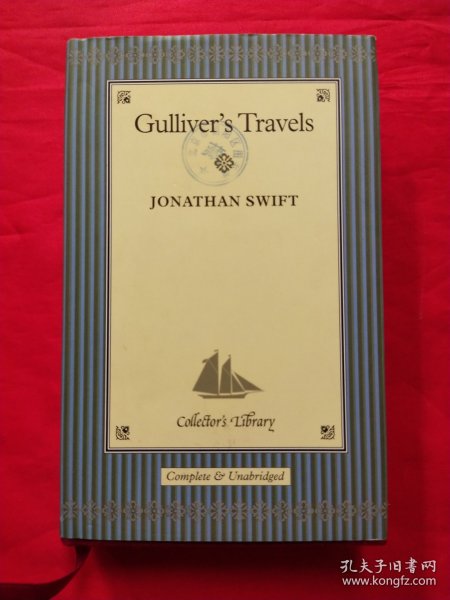 Gulliver's Travels
JONATHAN SWIFT
Collector's Library
Complete & Unabridged
孔夫子旧书网
www.kongfz.com